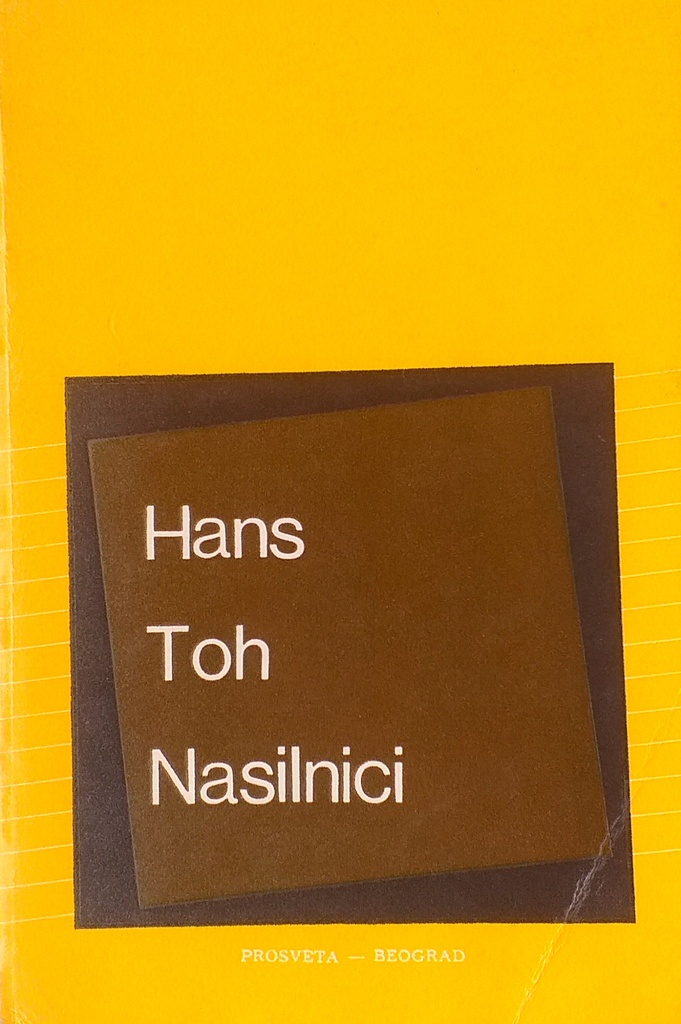 Hans
Toh
Nasilnici
PROSVETA — BEOGRAD